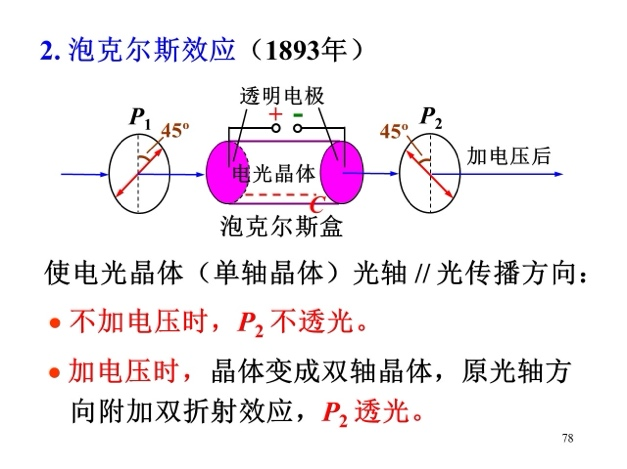 2. 泡克尔斯效应（1893年）
透明电极
P1 45º + - 45º P2
电光晶体 加电压后
C
泡克尔斯盒
使电光晶体（单轴晶体）光轴 // 光传播方向：
• 不加电压时，P2 不透光。
• 加电压时，晶体变成双轴晶体，原光轴方
向附加双折射效应，P2 透光。
78